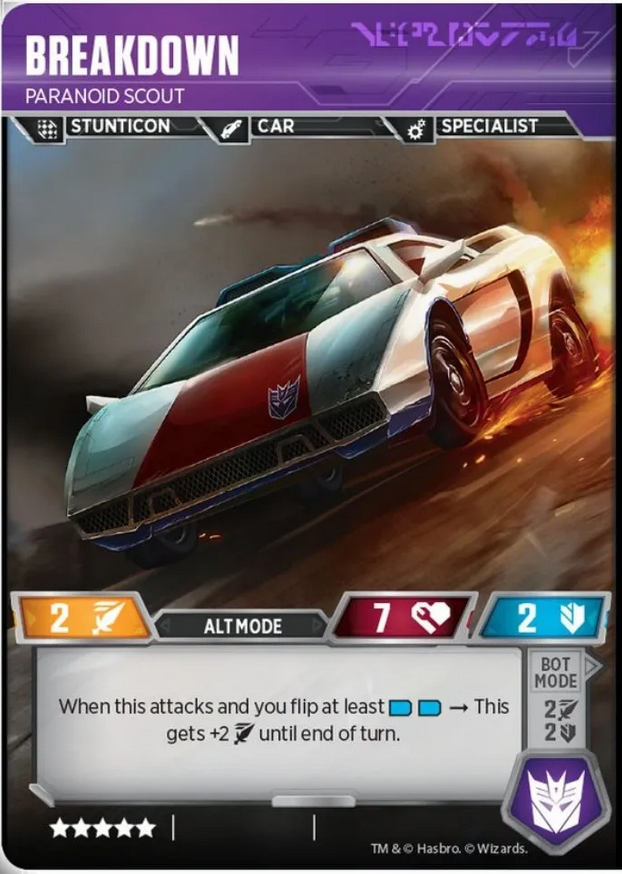 BREAKDOWN
PARANOID SCOUT
STUNTICON CAR SPECIALIST
2 ALT MODE 7 2
BOT
MODE
2
2
When this attacks and you flip at least → This
gets +2 until end of turn.
TM & © Hasbro. © Wizards.